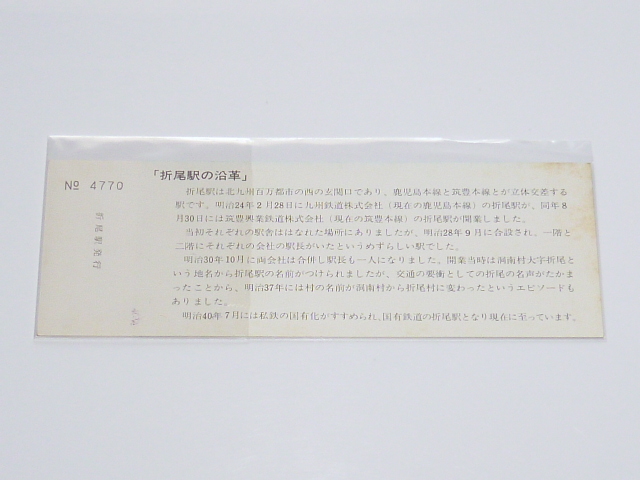 № 4770
折尾駅発行
「折尾駅の沿革」
折尾駅は北九州百万都市の西の玄関口であり、鹿児島本線と筑豊本線とが立体交差する
駅です。明治24年2月28日に九州鉄道株式会社(現在の鹿児島本線)の折尾駅が、同年8
月30日には筑豊興業鉄道株式会社(現在の筑豊本線)の折尾駅が開業しました。
当初それぞれの駅舎ははなれた場所にありましたが、明治28年9月に合設され、一階と
二階にそれぞれの会社の駅長がいたというめずらしい駅でした。
明治30年10月に両会社は合併し駅長も一人になりました。開業当時は洞南村大字折尾と
いう地名から折尾駅の名前がつけられましたが、交通の要衝としての折尾の名声がたかま
ったことから、明治37年には村の名前が洞南村から折尾村に変わったというエピソードも
ありました。
明治40年7月には私鉄の国有化がすすめられ、国有鉄道の折尾駅となり現在に至っています。